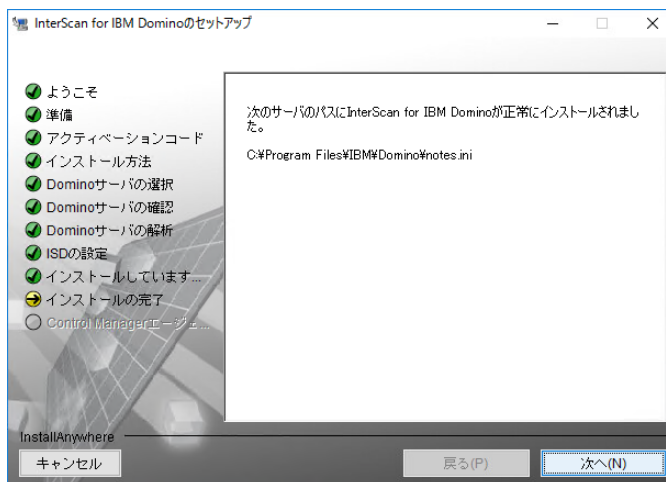 InterScan for IBM Dominoのセットアップ
ようこそ
準備
アクティベーションコード
インストール方法
Dominoサーバの選択
Dominoサーバの確認
Dominoサーバの解析
ISDの設定
インストールしています...
インストールの完了
Control Managerエージェ...
次のサーバのパスにInterScan for IBM Dominoが正常にインストールされまし
た。
C:¥Program Files¥IBM¥Domino¥notes.ini
InstallAnywhere
キャンセル
戻る(P)
次へ(N)